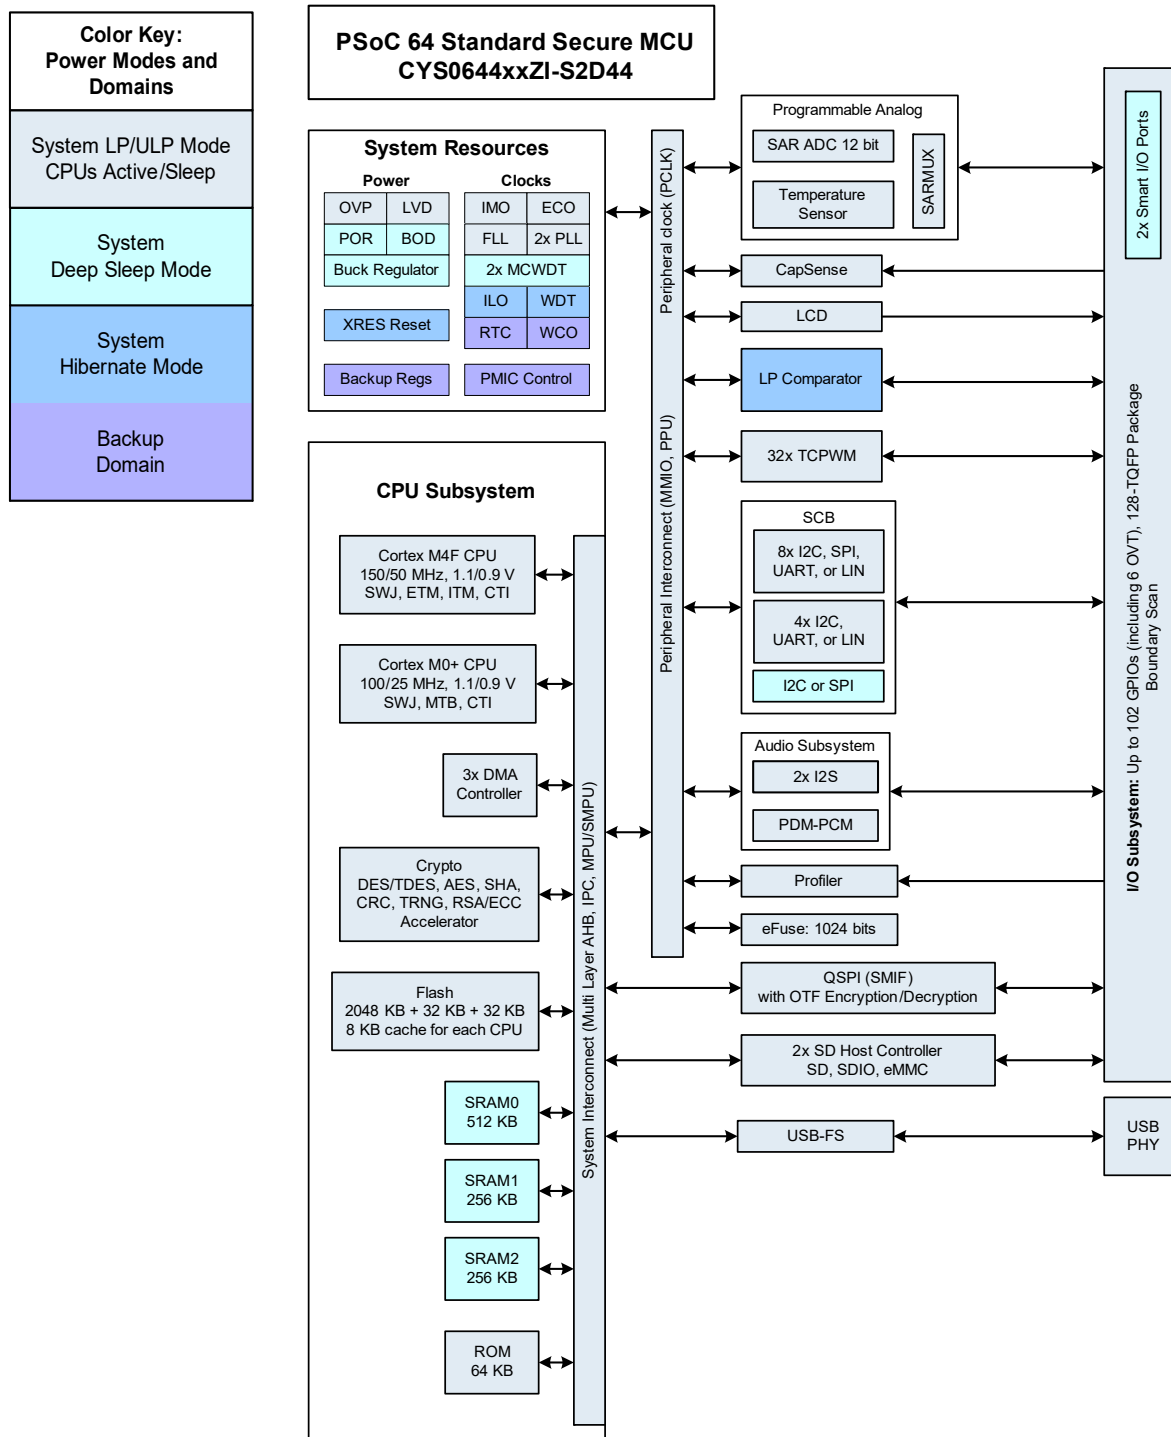 Color Key:
Power Modes and
Domains
System LP/ULP Mode
CPUs Active/Sleep
System
Deep Sleep Mode
System
Hibernate Mode
Backup
Domain
PSoC 64 Standard Secure MCU
CYS0644xxZI-S2D44
System Resources
Power
OVP
LVD
POR
BOD
Buck Regulator
XRES Reset
Backup Regs
Clocks
IMO
ECO
FLL
2x PLL
2x MCWDT
ILO
WDT
RTC
WCO
PMIC Control
CPU Subsystem
Cortex M4F CPU
150/50 MHz, 1.1/0.9 V
SWJ, ETM, ITM, CTI
Cortex M0+ CPU
100/25 MHz, 1.1/0.9 V
SWJ, MTB, CTI
3x DMA
Controller
Crypto
DES/TDES, AES, SHA,
CRC, TRNG, RSA/ECC
Accelerator
Flash
2048 KB + 32 KB + 32 KB
8 KB cache for each CPU
SRAM0
512 KB
SRAM1
256 KB
SRAM2
256 KB
ROM
64 KB
System Interconnect (Multi Layer AHB, IPC, MPU/SMPU)
Peripheral clock (PCLK)
Peripheral Interconnect (MMIO, PPU)
Programmable Analog
SAR ADC 12 bit
Temperature
Sensor
SARMUX
CapSense
LCD
LP Comparator
32x TCPWM
SCB
8x I2C, SPI,
UART, or LIN
4x I2C,
UART, or LIN
I2C or SPI
Audio Subsystem
2x I2S
PDM-PCM
Profiler
eFuse: 1024 bits
QSPI (SMIF)
with OTF Encryption/Decryption
2x SD Host Controller
SD, SDIO, eMMC
USB-FS
2x Smart I/O Ports
I/O Subsystem: Up to 102 GPIOs (including 6 OVT), 128-TQFP Package
Boundary Scan
USB
PHY